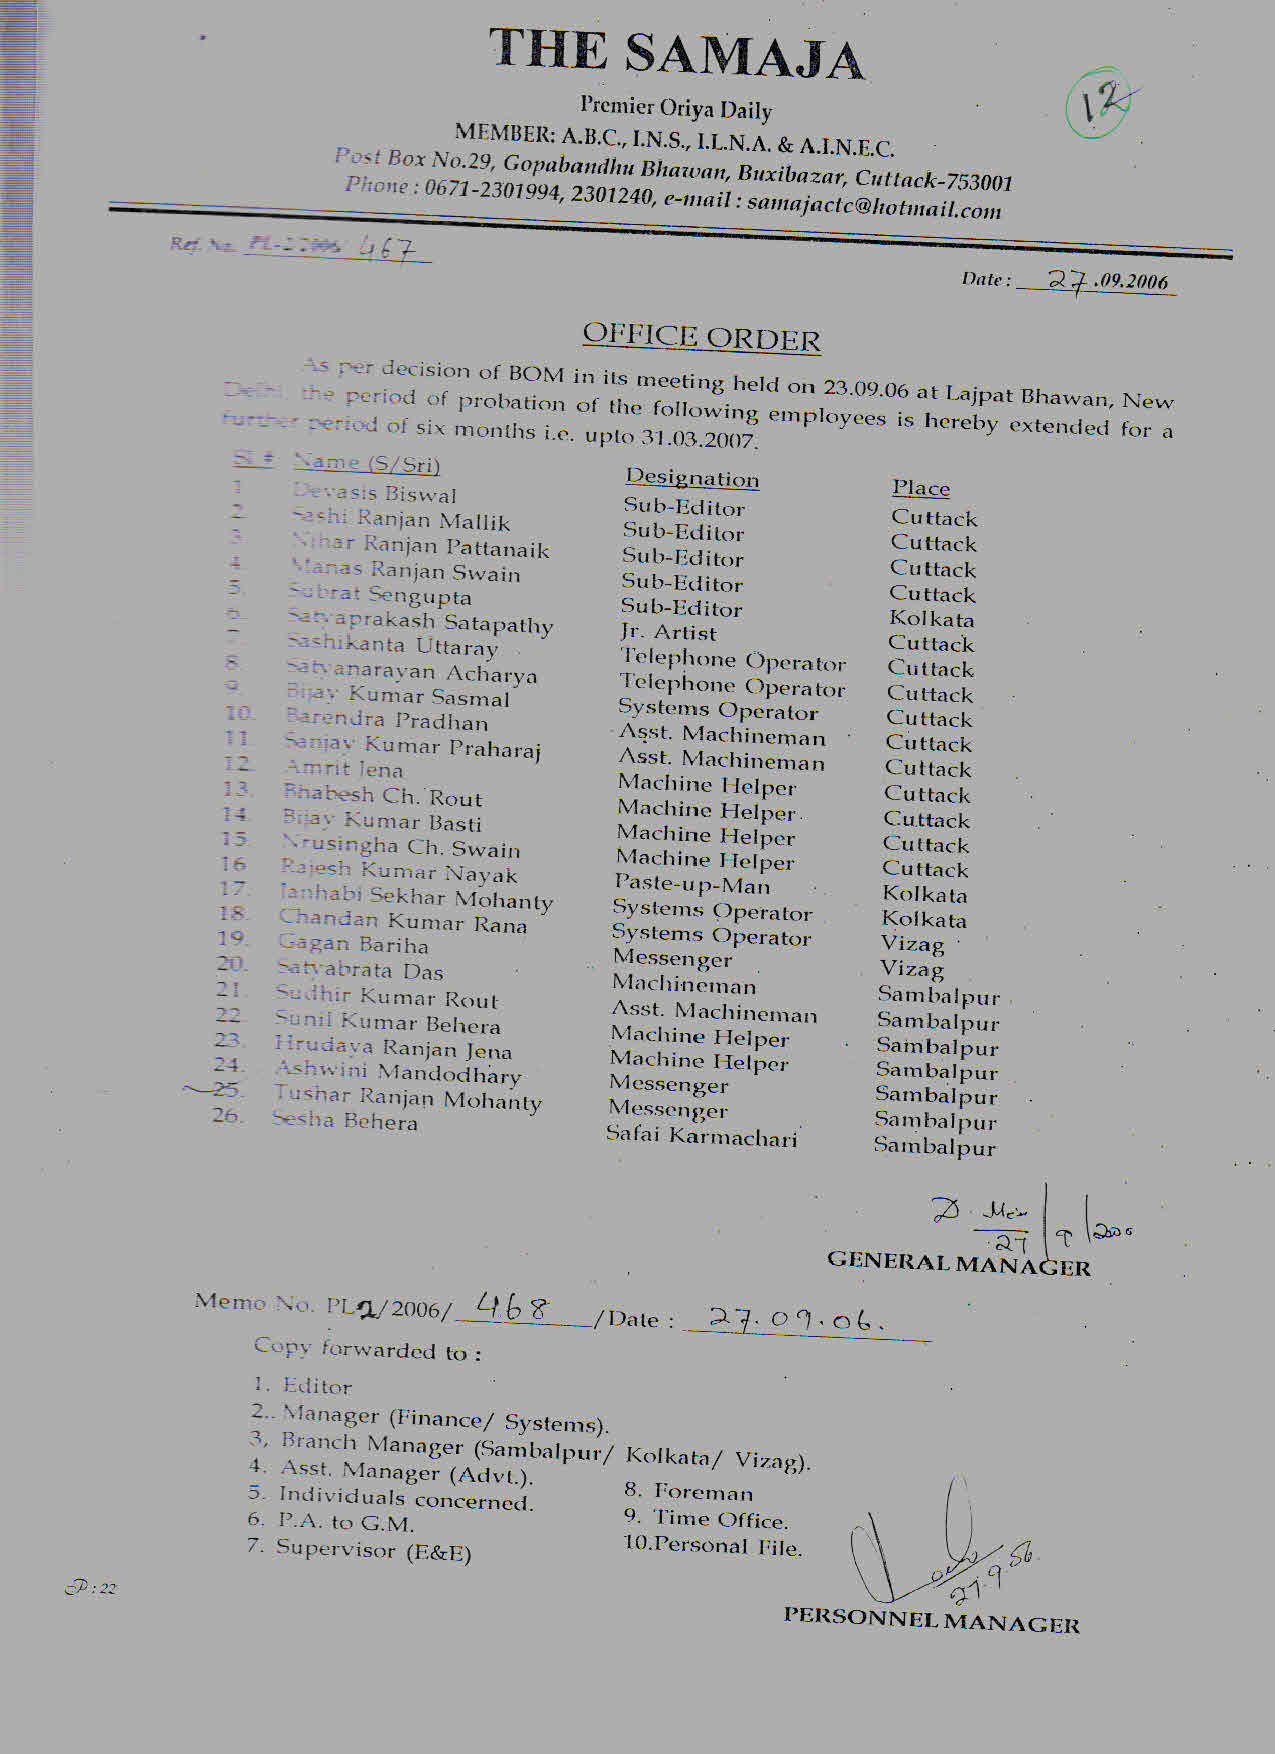 THE SAMAJA
Premier Oriya Daily
12
MEMBER: A.B.C., I.N.S., I.L.N.A. & A.I.N.E.C.
Post Box No.29, Gopabandhu Bhawan, Buxibazar, Cuttack-753001
Phone : 0671-2301994, 2301240, e-mail : samajactc@hotmail.com
Ref. No. 467
Date : 27.09.2006
OFFICE ORDER
As per decision of BOM in its meeting held on 23.09.06 at Lajpat Bhawan, New
Delhi, the period of probation of the following employees is hereby extended for a
further period of six months i.e. upto 31.03.2007.
Sl # Name (S/Sri) Designation Place
1 Devasis Biswal Sub-Editor Cuttack
2. Sashi Ranjan Mallik Sub-Editor Cuttack
3. Nihar Ranjan Pattanaik Sub-Editor Cuttack
4. Manas Ranjan Swain Sub-Editor Cuttack
5. Subrat Sengupta Sub-Editor Kolkata
6. Satyaprakash Satapathy Jr. Artist Cuttack
7. Sashikanta Uttaray Telephone Operator Cuttack
8. Satyanarayan Acharya Telephone Operator Cuttack
9. Bijay Kumar Sasmal Systems Operator Cuttack
10. Barendra Pradhan Asst. Machineman Cuttack
11 Sanjay Kumar Praharaj Asst. Machineman Cuttack
12 Amrit Jena Machine Helper Cuttack
13. Bhabesh Ch. Rout Machine Helper Cuttack
14. Bijay Kumar Basti Machine Helper Cuttack
15. Nrusingha Ch. Swain Machine Helper Cuttack
16 Rajesh Kumar Nayak Paste-up-Man Kolkata
17. Janhabi Sekhar Mohanty Systems Operator Kolkata
18. Chandan Kumar Rana Systems Operator Vizag
19. Gagan Bariha Messenger Vizag
20. Satyabrata Das Machineman Sambalpur
21. Sudhir Kumar Rout Asst. Machineman Sambalpur
22. Sunil Kumar Behera Machine Helper Sambalpur
23. Hrudaya Ranjan Jena Machine Helper Sambalpur
24. Ashwini Mandodhary Messenger Sambalpur
25. Tushar Ranjan Mohanty Messenger Sambalpur
26. Sesha Behera Safai Karmachari Sambalpur
27/9/2006
GENERAL MANAGER
Memo No. PL2/2006/ 468 /Date : 27.09.06.
Copy forwarded to :
1. Editor
2.. Manager (Finance/ Systems).
3, Branch Manager (Sambalpur/ Kolkata/ Vizag).
4. Asst. Manager (Advt.).
5. Individuals concerned. 8. Foreman
6. P.A. to G.M. 9. Time Office.
7. Supervisor (E&E) 10.Personal File.
27.9.
P : 22
PERSONNEL MANAGER